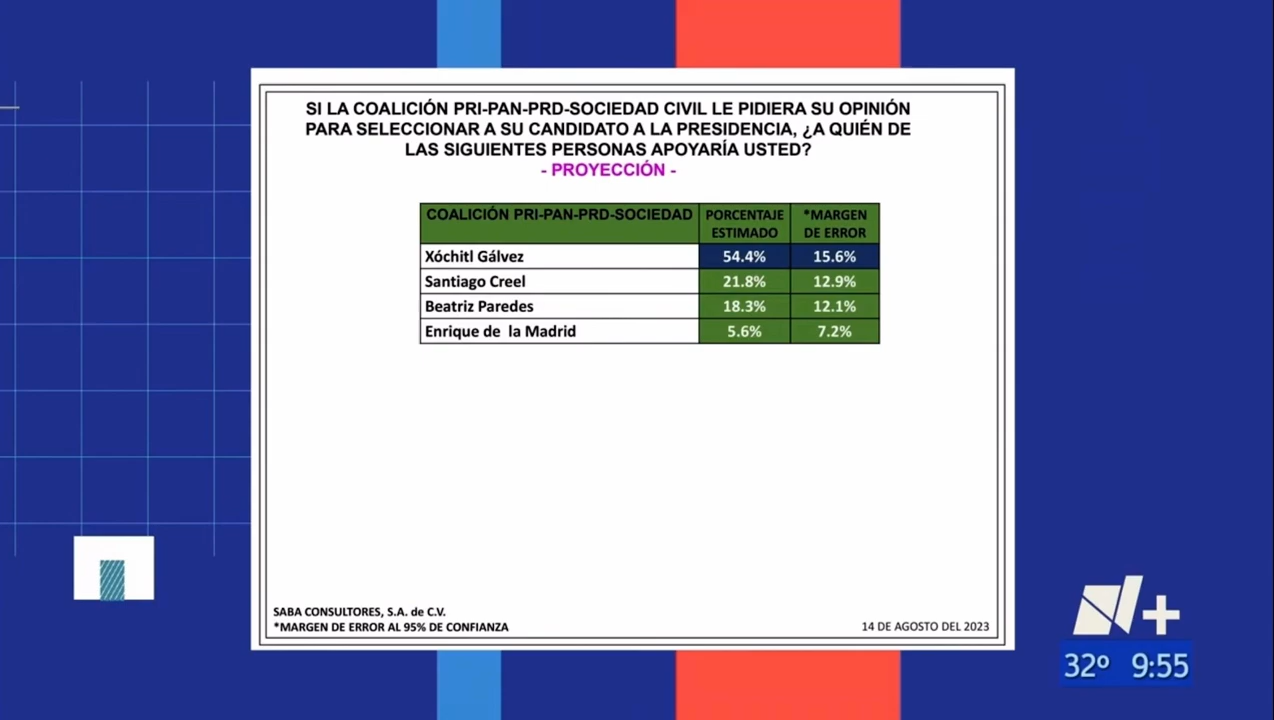 SI LA COALICIÓN PRI-PAN-PRD-SOCIEDAD CIVIL LE PIDIERA SU OPINIÓN
PARA SELECCIONAR A SU CANDIDATO A LA PRESIDENCIA, ¿A QUIÉN DE
LAS SIGUIENTES PERSONAS APOYARÍA USTED?
- PROYECCIÓN -
COALICIÓN PRI-PAN-PRD-SOCIEDAD
PORCENTAJE
ESTIMADO
*MARGEN
DE ERROR
Xóchitl Gálvez 54.4% 15.6%
Santiago Creel 21.8% 12.9%
Beatriz Paredes 18.3% 12.1%
Enrique de la Madrid 5.6% 7.2%
SABA CONSULTORES, S.A. de C.V.
*MARGEN DE ERROR AL 95% DE CONFIANZA
14 DE AGOSTO DEL 2023
N+
32º 9:55